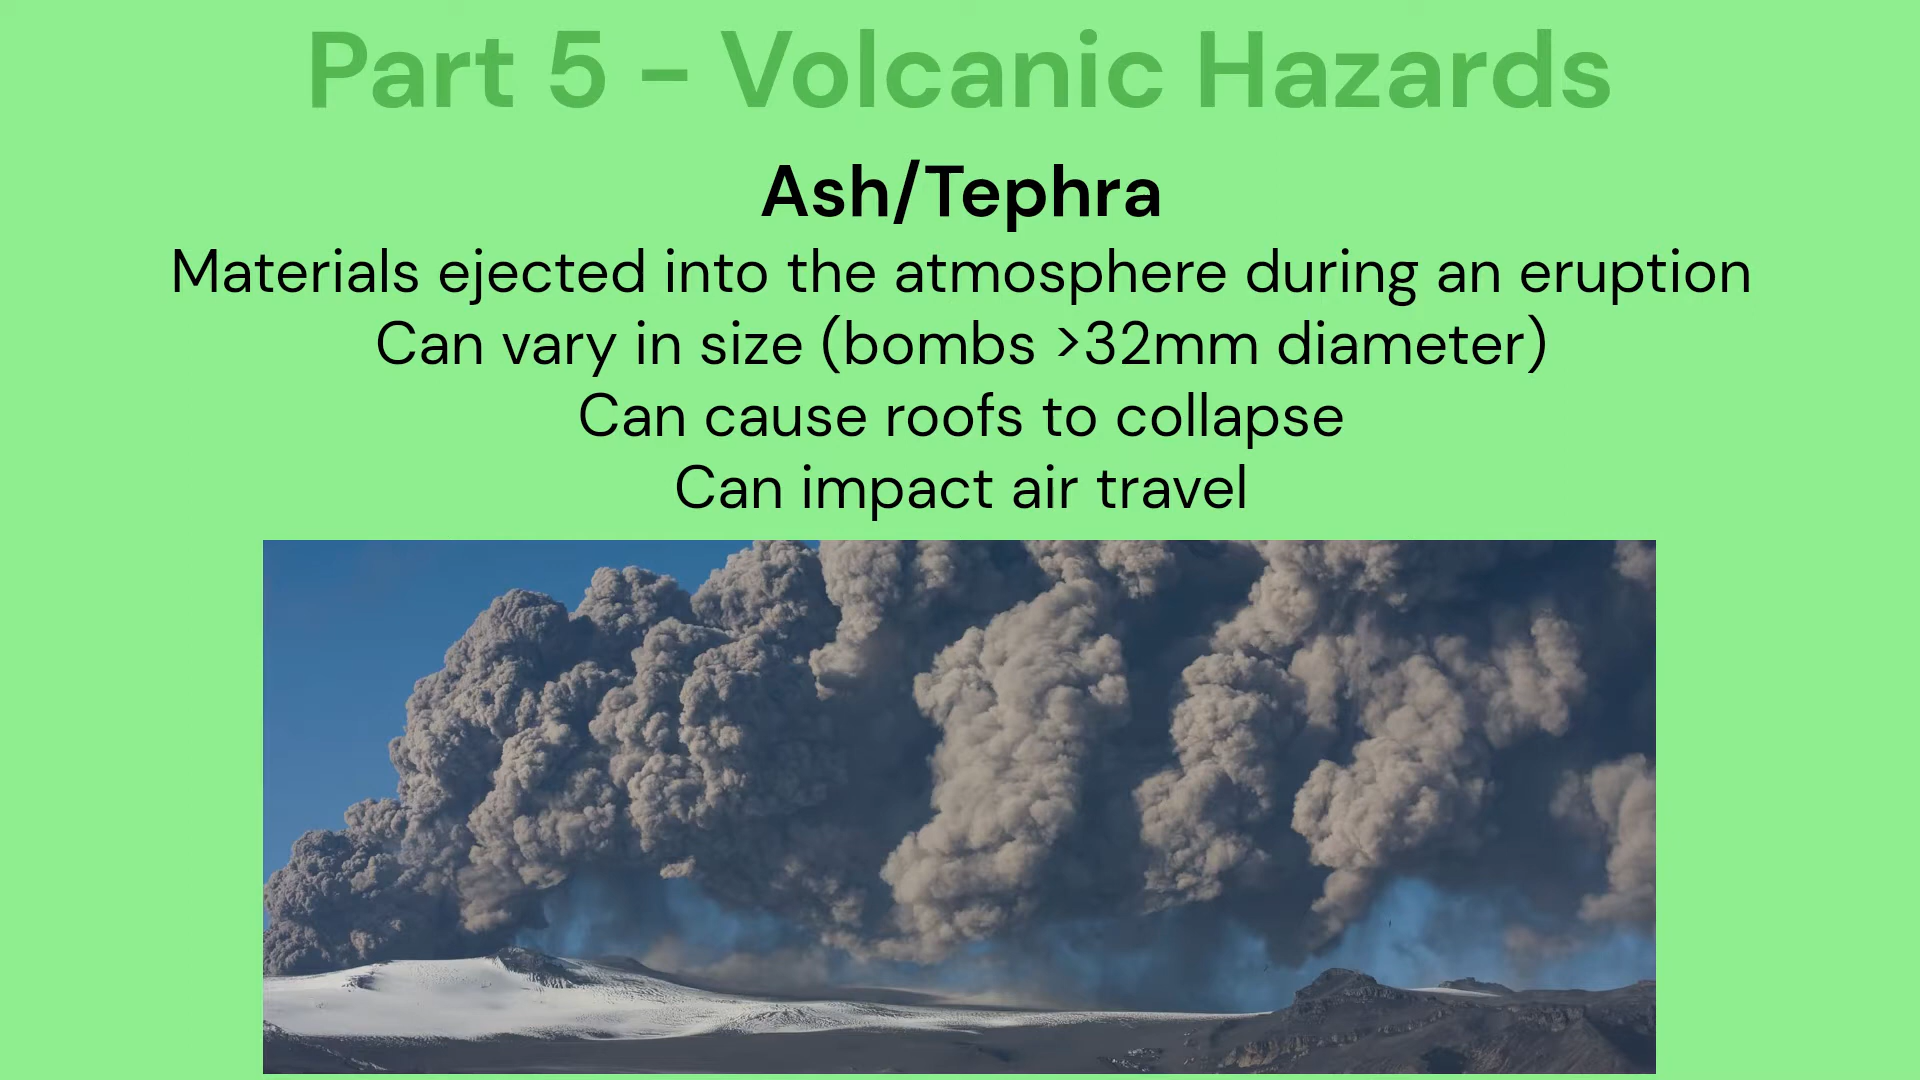 Part 5 - Volcanic Hazards
Ash/Tephra
Materials ejected into the atmosphere during an eruption
Can vary in size (bombs >32mm diameter)
Can cause roofs to collapse
Can impact air travel